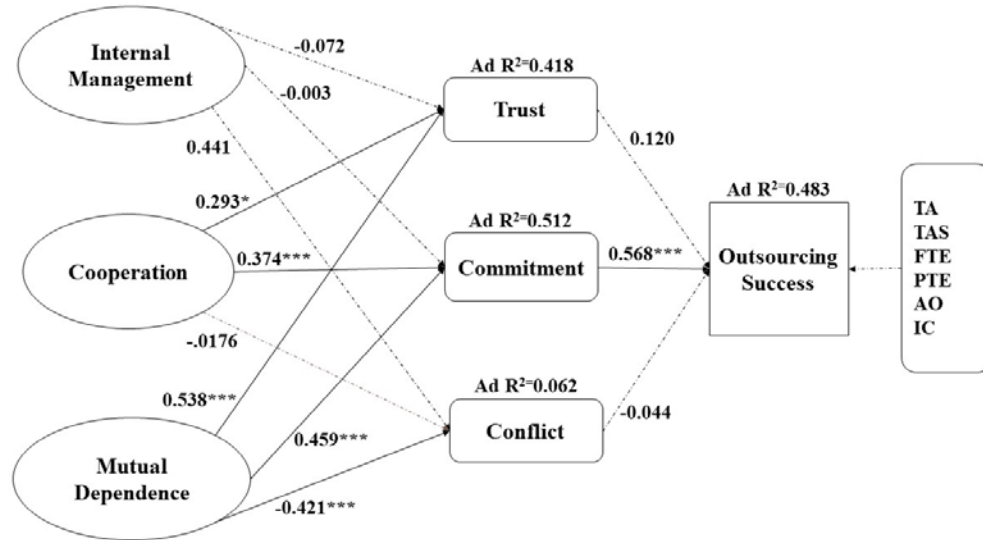 Internal
Management
-0.072
-0.003
0.441
Ad R²=0.418
Trust
0.120
0.293*
Cooperation
0.374***
-.0176
Ad R²=0.512
Commitment
0.568***
Ad R²=0.483
Outsourcing
Success
TA
TAS
FTE
PTE
AO
IC
0.538***
Mutual
Dependence
0.459***
-0.421***
Ad R²=0.062
Conflict
-0.044